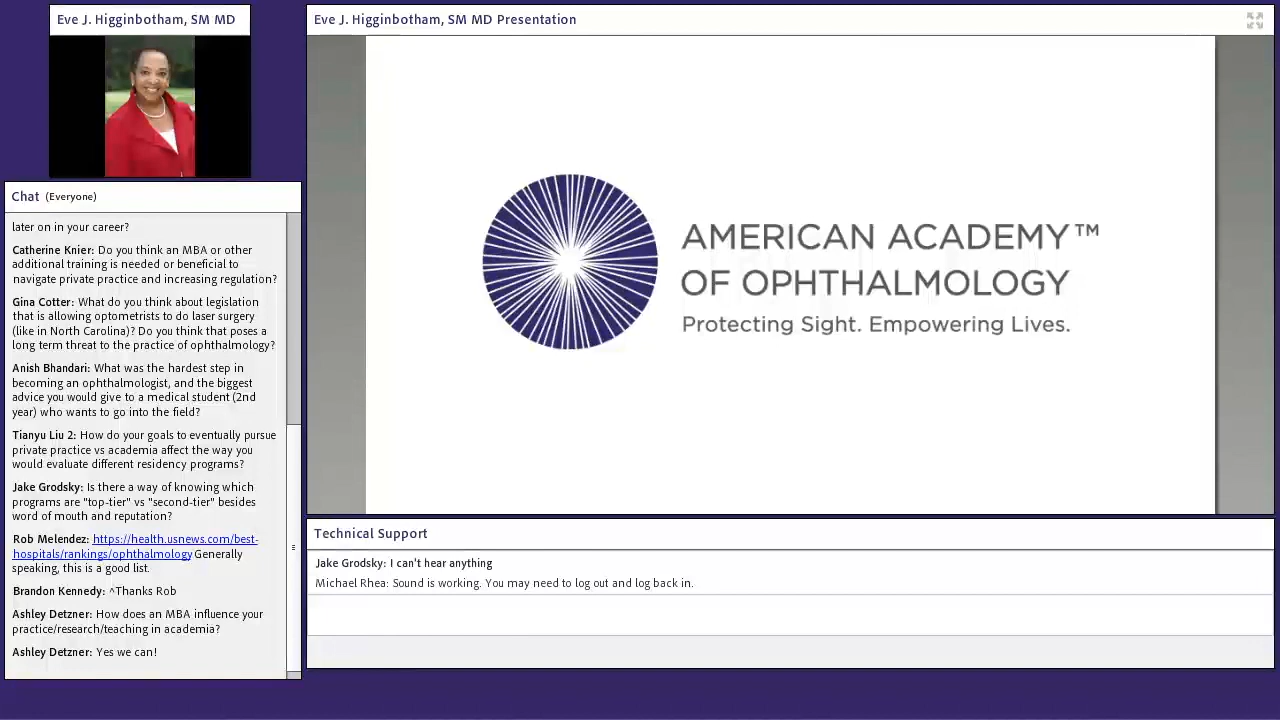 Eve J. Higginbotham, SM MD
Eve J. Higginbotham, SM MD Presentation
Chat (Everyone)
later on in your career?
Catherine Knier: Do you think an MBA or other
additional training is needed or beneficial to
navigate private practice and increasing regulation?
Gina Cotter: What do you think about legislation
that is allowing optometrists to do laser surgery
(like in North Carolina)? Do you think that poses a
long term threat to the practice of ophthalmology?
Anish Bhandari: What was the hardest step in
becoming an ophthalmologist, and the biggest
advice you would give to a medical student (2nd
year) who wants to go into the field?
Tianyu Liu 2: How do your goals to eventually pursue
private practice vs academia affect the way you
would evaluate different residency programs?
Jake Grodsky: Is there a way of knowing which
programs are "top-tier" vs "second-tier" besides
word of mouth and reputation?
Rob Melendez: https://health.usnews.com/best-
hospitals/rankings/ophthalmology Generally
speaking, this is a good list.
Brandon Kennedy: ^Thanks Rob
Ashley Detzner: How does an MBA influence your
practice/research/teaching in academia?
Ashley Detzner: Yes we can!
AMERICAN ACADEMY™
OF OPHTHALMOLOGY
Protecting Sight. Empowering Lives.
Technical Support
Jake Grodsky: I can't hear anything
Michael Rhea: Sound is working. You may need to log out and log back in.